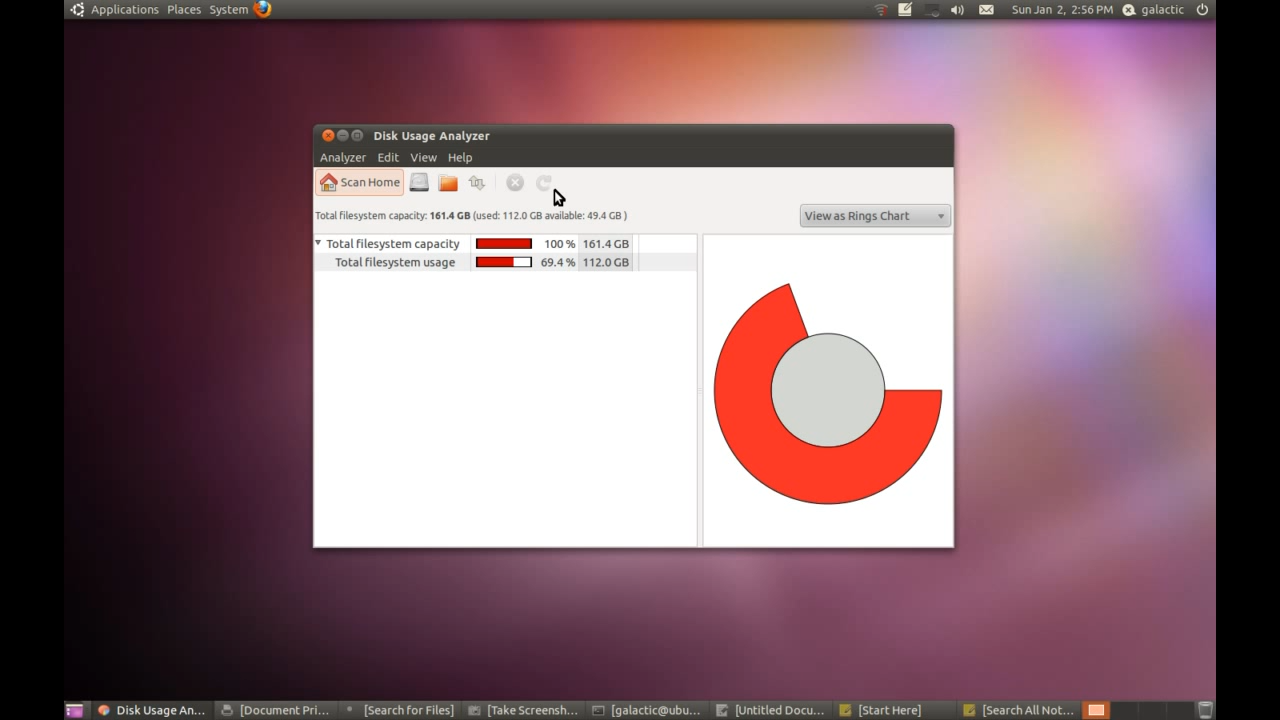 Applications Places System
Sun Jan 2, 2:56 PM galactic
Disk Usage Analyzer
Analyzer Edit View Help
Scan Home
Total filesystem capacity: 161.4 GB (used: 112.0 GB available: 49.4 GB )
View as Rings Chart
Total filesystem capacity 100 % 161.4 GB
Total filesystem usage 69.4 % 112.0 GB
Disk Usage An... [Document Pri... [Search for Files] [Take Screensh... [galactic@ubu... [Untitled Docu... [Start Here] [Search All Not...